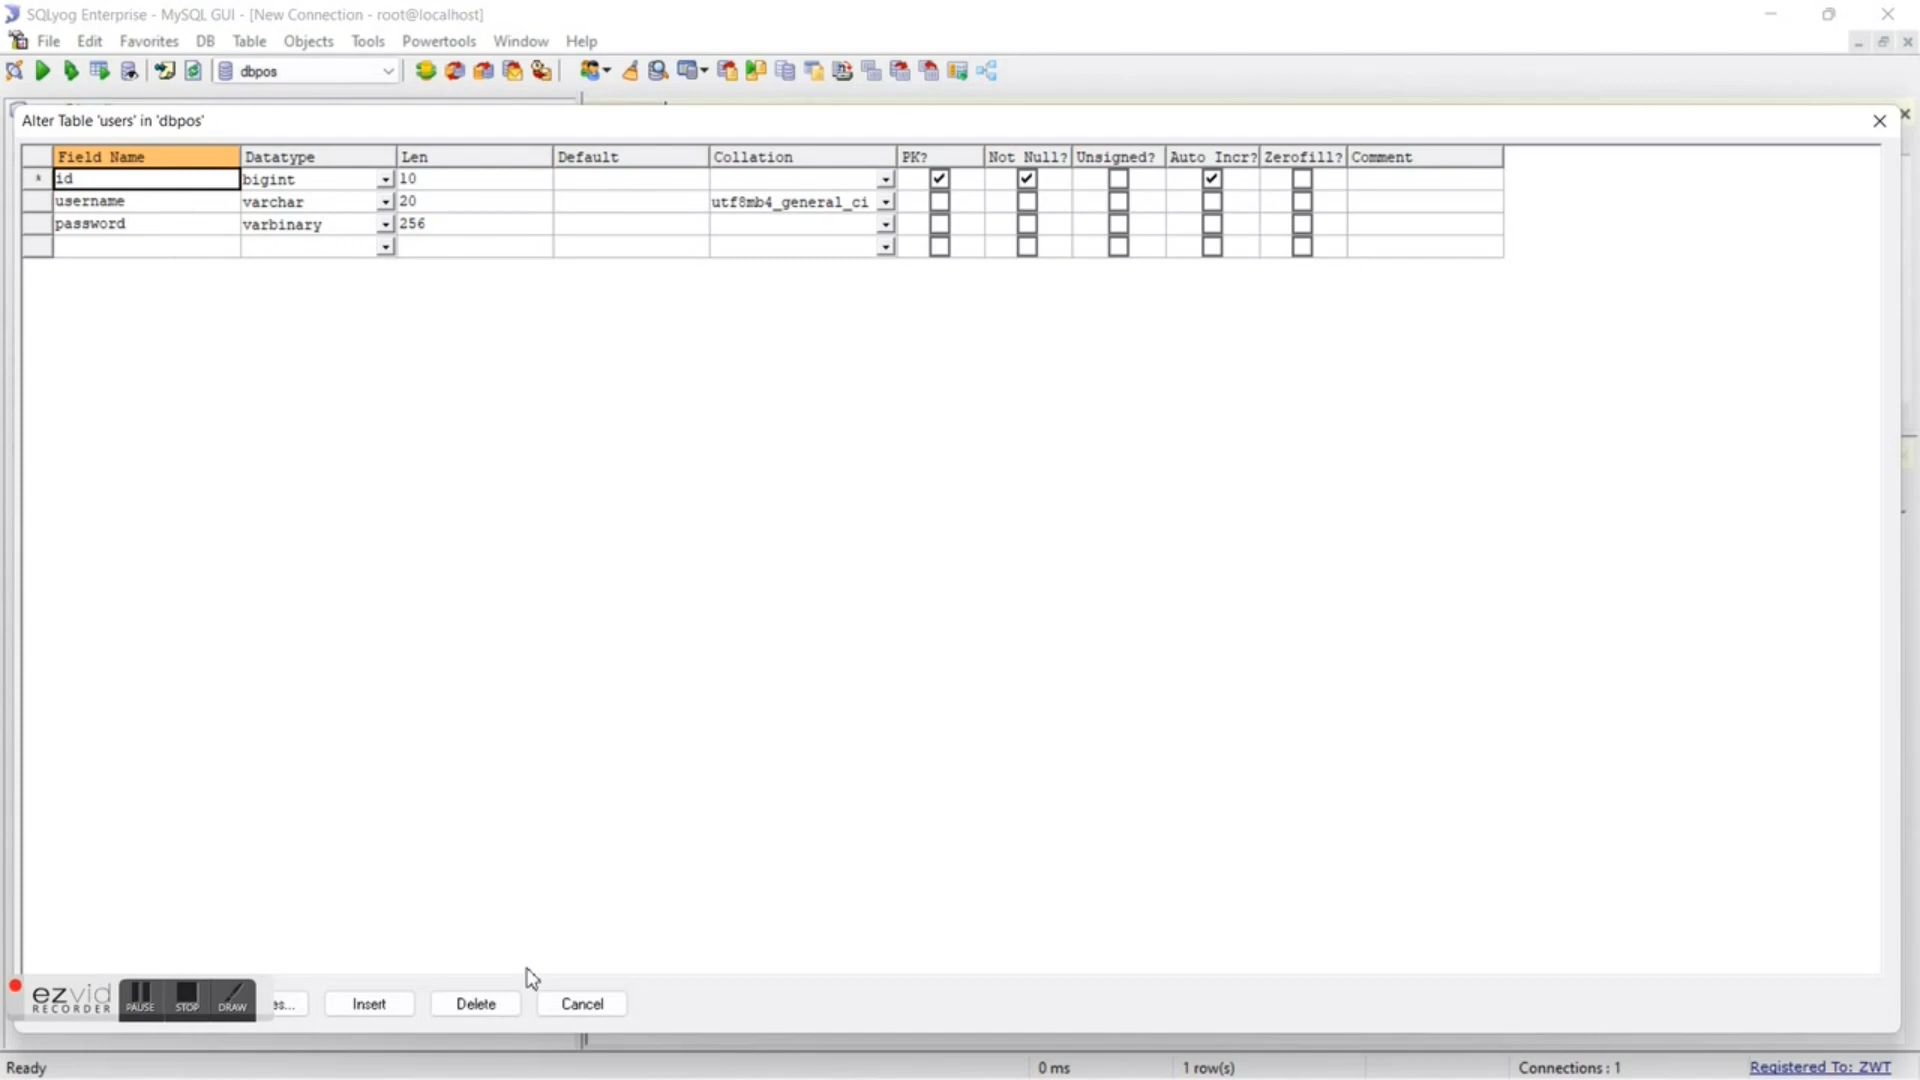 SQLyog Enterprise - MySQL GUI - [New Connection - root@localhost]
File Edit Favorites DB Table Objects Tools Powertools Window Help
dbpos
Alter Table 'users' in 'dbpos'
Field Name Datatype Len Default Collation PK? Not Null? Unsigned? Auto Incr? Zerofill? Comment
* id bigint 10
username varchar 20 utf8mb4_general_ci
password varbinary 256
ezvid
RECORDER
PAUSE STOP DRAW
es... Insert Delete Cancel
Ready 0 ms 1 row(s) Connections : 1 Registered To: ZWT